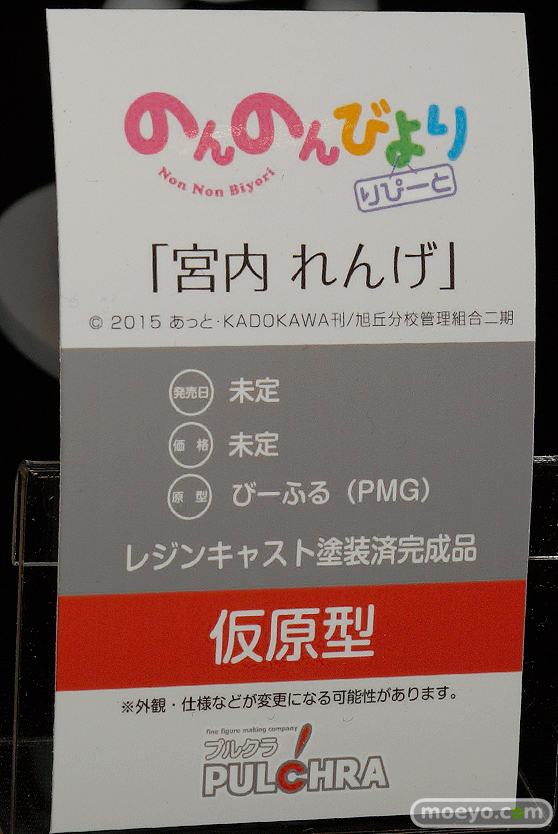 のんのんびより
Non Non Biyori
りぴーと
「宮内 れんげ」
© 2015 あっと・KADOKAWA刊/旭丘分校管理組合二期
発売日 未定
価格 未定
原型 びーふる（PMG）
レジンキャスト塗装済完成品
仮原型
※外観・仕様などが変更になる可能性があります。
fine figure making company
プルクラ
PULCHRA
moeyo.com